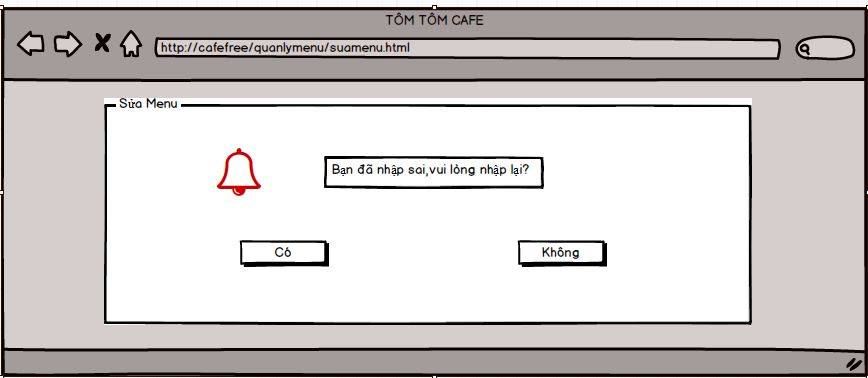 TÔM TÔM CAFE
http://cafefree/quanlymenu/suamenu.html
Sửa Menu
Bạn đã nhập sai,vui lòng nhập lại?
Có
Không